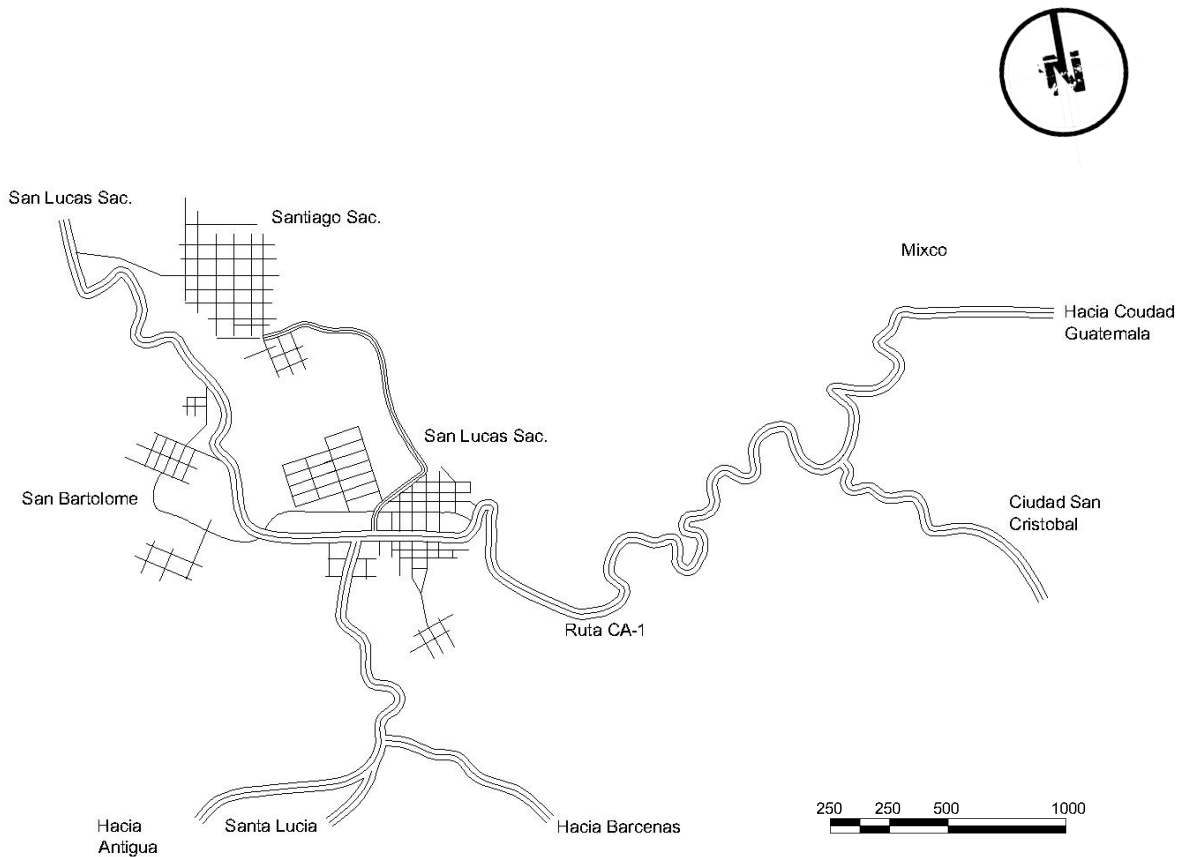 N
San Lucas Sac.
Santiago Sac.
Mixco
Hacia Coudad
Guatemala
San Lucas Sac.
San Bartolome
Ciudad San
Cristobal
Ruta CA-1
Hacia
Antigua
Santa Lucia
Hacia Barcenas
250 250 500 1000